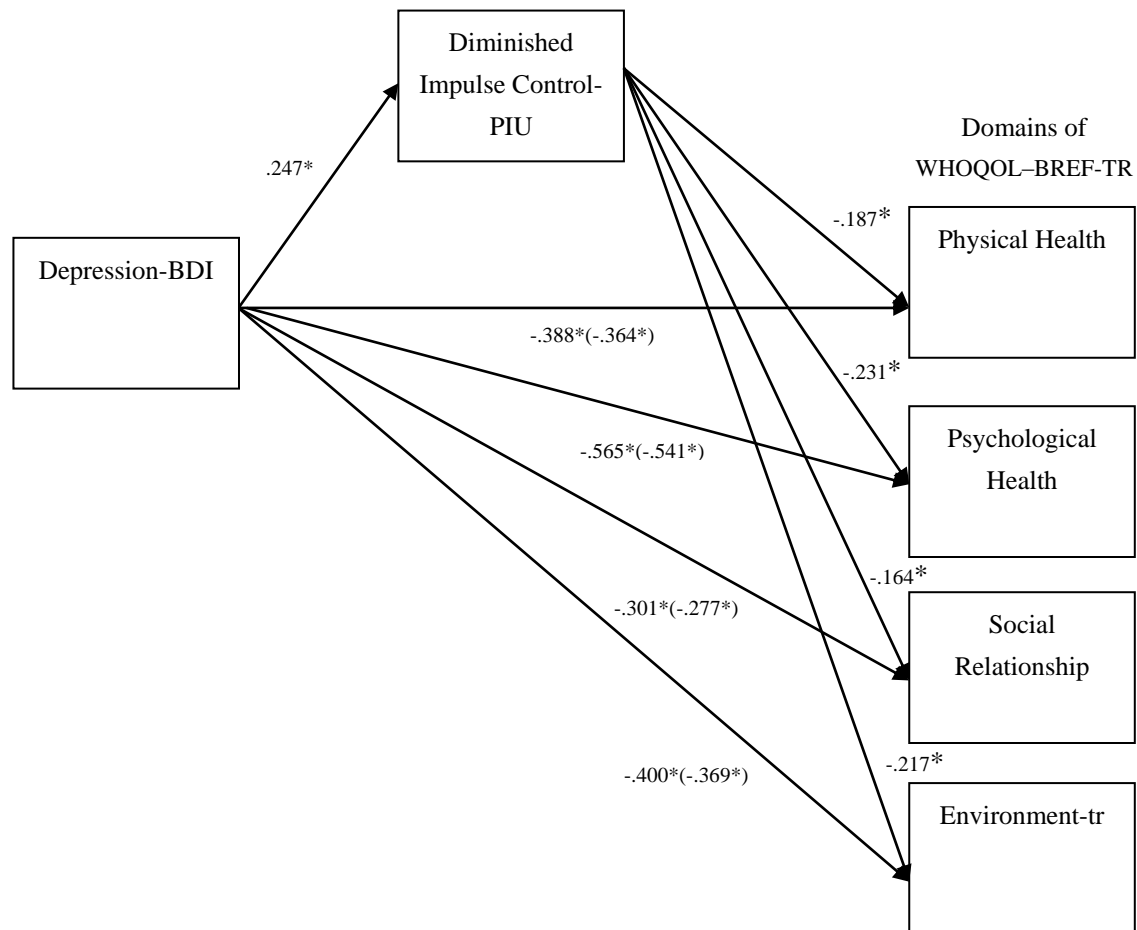 Diminished
Impulse Control-
PIU
Domains of
WHOQOL–BREF-TR
.247*
-.187*
Physical Health
Depression-BDI
-.388*(-.364*)
-.231*
Psychological
Health
-.565*(-.541*)
-.164*
-.301*(-.277*)
Social
Relationship
-.217*
-.400*(-.369*)
Environment-tr